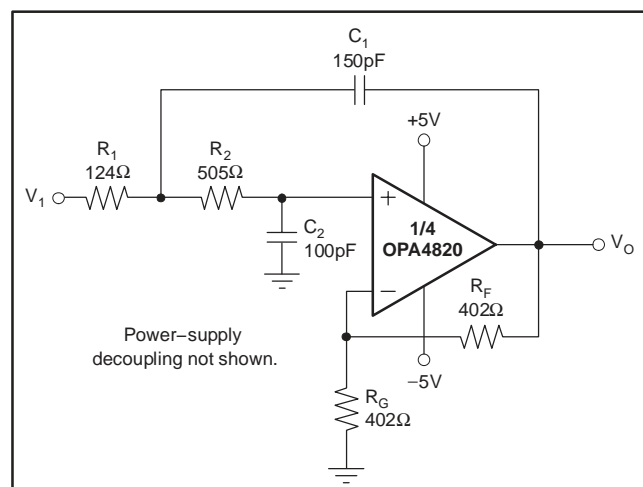 C1
150pF
+5V
R1
124Ω
R2
505Ω
V1
+
1/4
OPA4820
C2
100pF
VO
−
RF
402Ω
Power−supply
decoupling not shown.
−5V
RG
402Ω